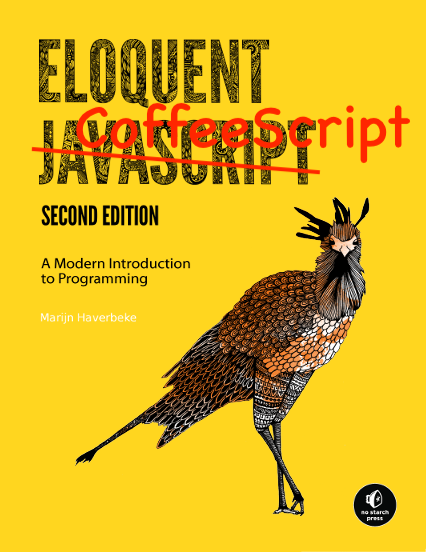 ELOQUENT
CoffeeScript
JAVASCRIPT
SECOND EDITION
A Modern Introduction
to Programming
Marijn Haverbeke
no starch
press